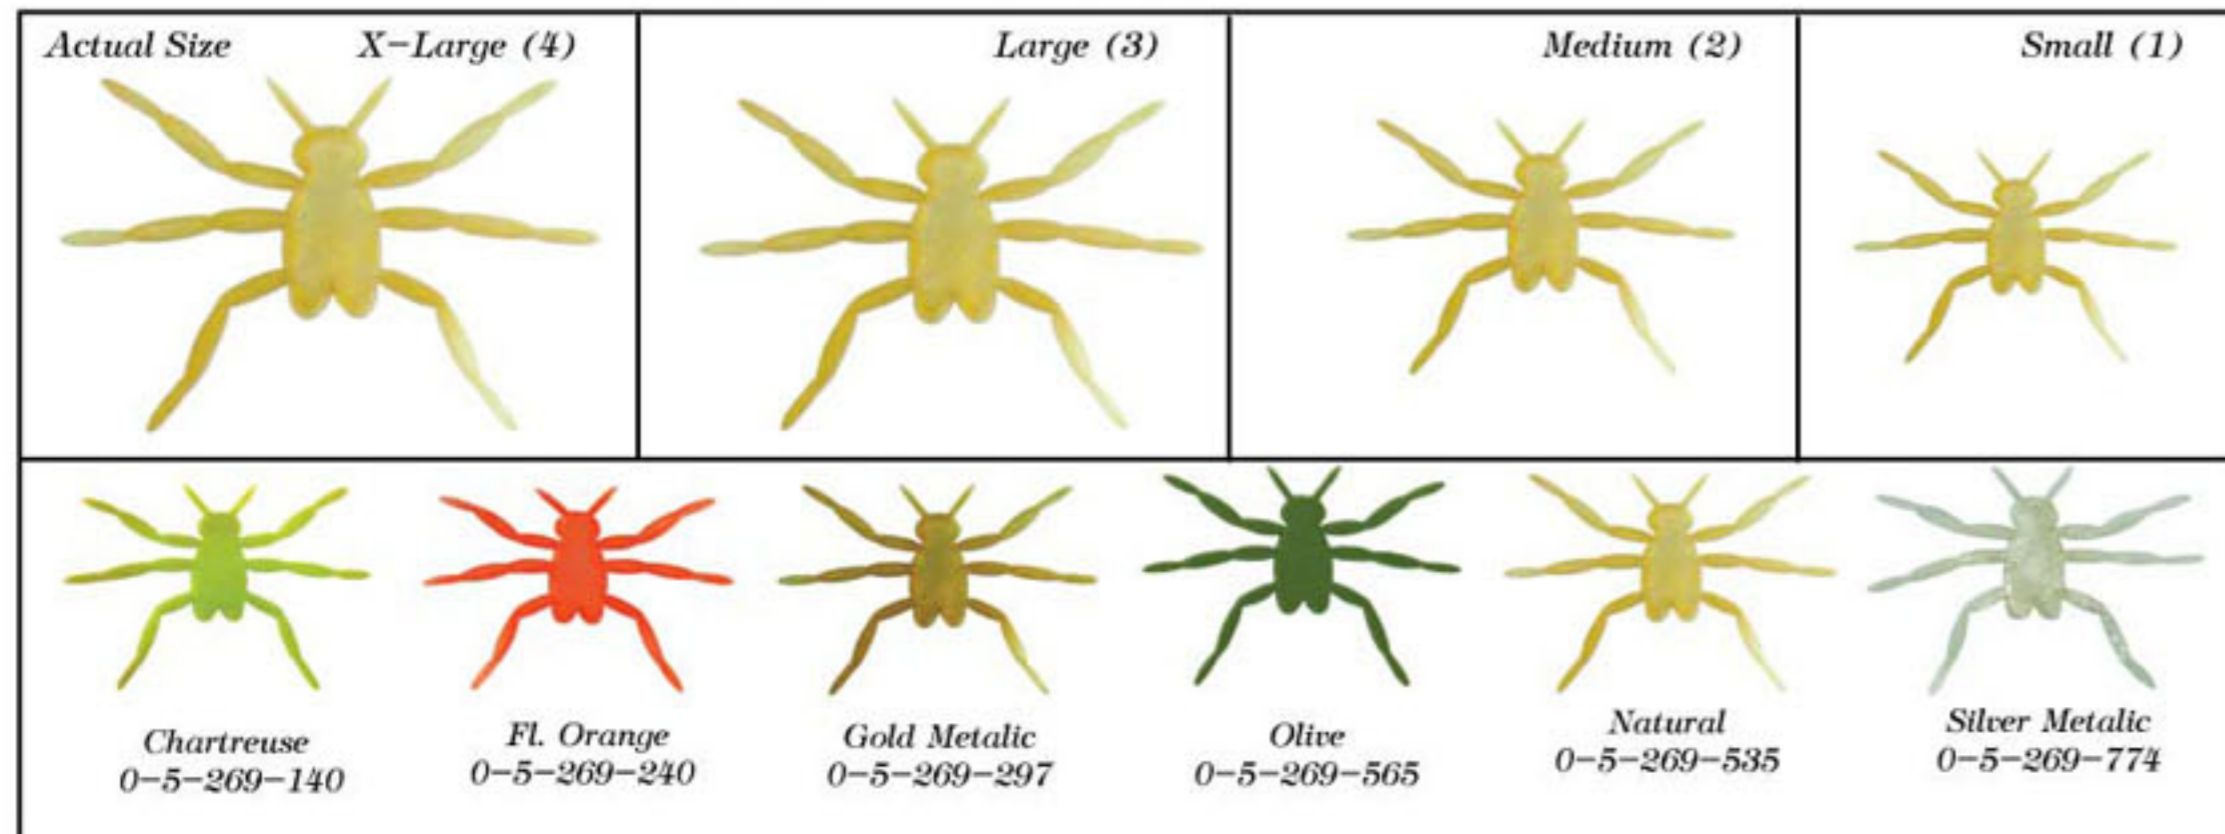 Actual Size X-Large (4)
Large (3)
Medium (2)
Small (1)
Chartreuse
0-5-269-140
Fl. Orange
0-5-269-240
Gold Metalic
0-5-269-297
Olive
0-5-269-565
Natural
0-5-269-535
Silver Metalic
0-5-269-774